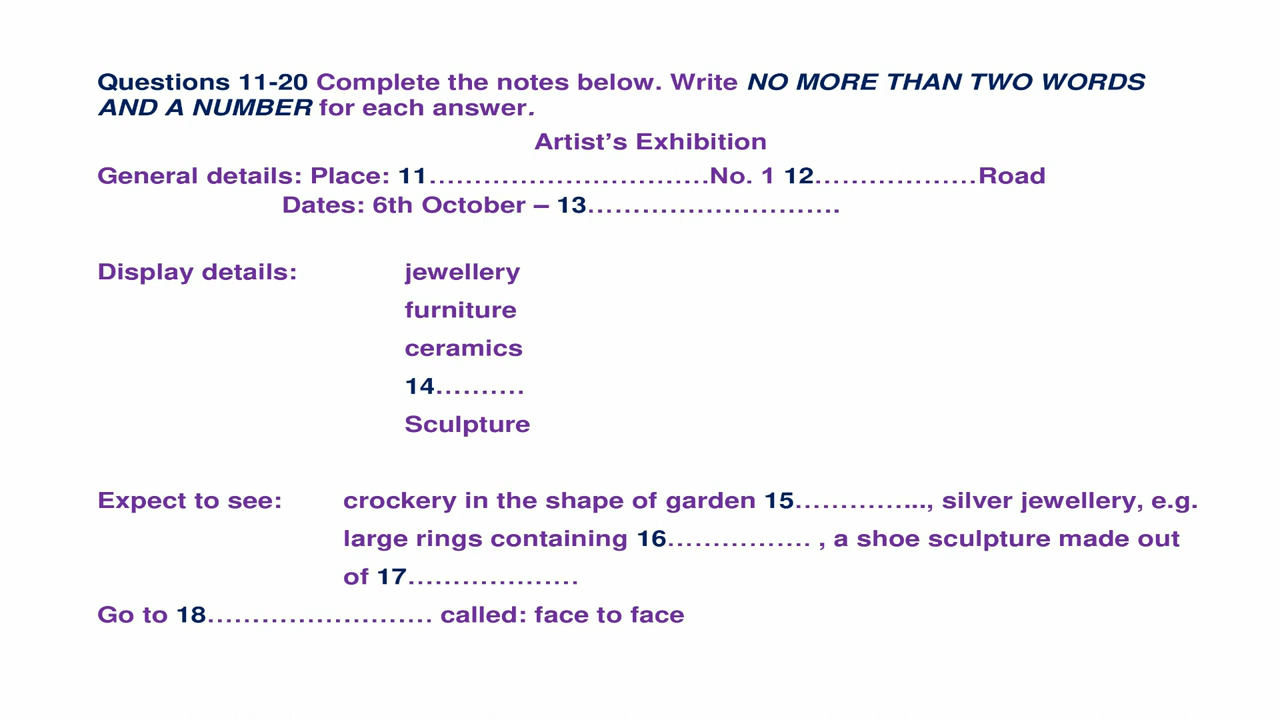 Questions 11-20 Complete the notes below. Write NO MORE THAN TWO WORDS
AND A NUMBER for each answer.
Artist’s Exhibition
General details: Place: 11…………………………..No. 1 12………………Road
Dates: 6th October – 13……………………….
Display details: jewellery
furniture
ceramics
14……….
Sculpture
Expect to see: crockery in the shape of garden 15…………..., silver jewellery, e.g.
large rings containing 16……………. , a shoe sculpture made out
of 17……………….
Go to 18……………………. called: face to face